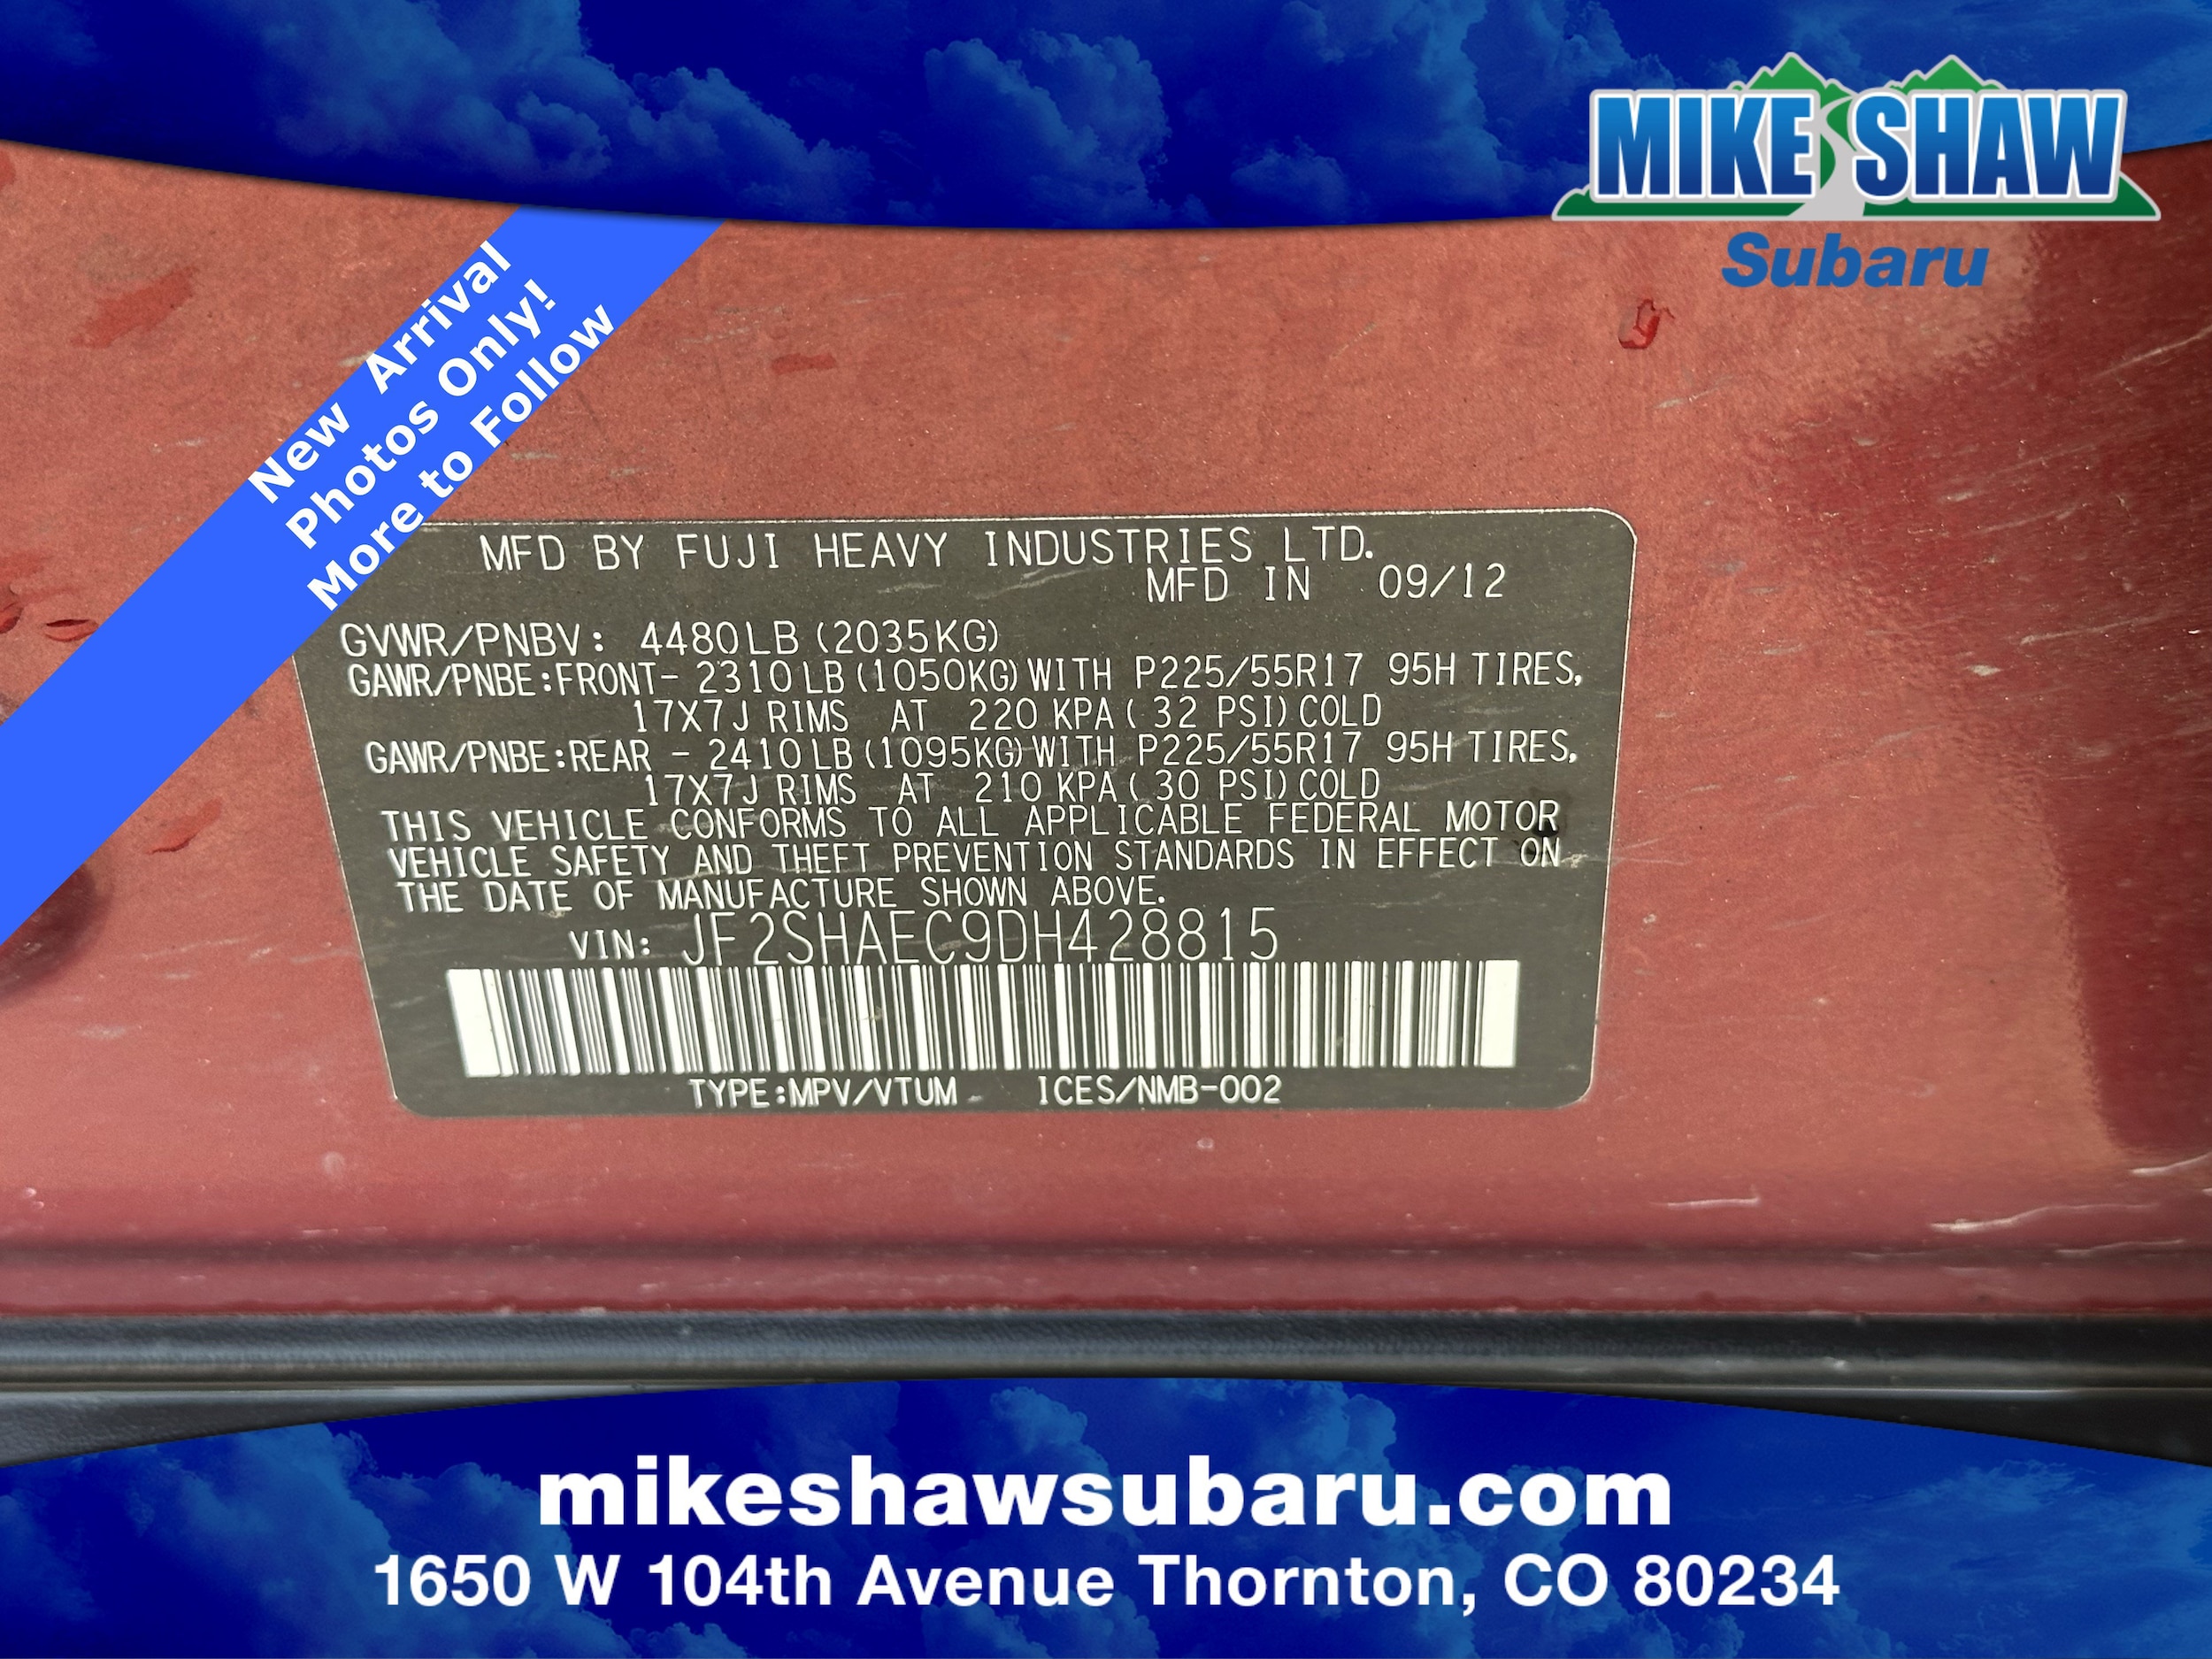 MIKE SHAW
Subaru
New Arrival
Photos Only!
More to Follow
MFD BY FUJI HEAVY INDUSTRIES LTD.
MFD IN 09/12
GVWR/PNBV: 4480LB (2035KG)
GAWR/PNBE:FRONT- 2310LB (1050KG) WITH P225/55R17 95H TIRES,
17X7J RIMS AT 220 KPA ( 32 PSI) COLD
GAWR/PNBE:REAR - 2410LB (1095KG) WITH P225/55R17 95H TIRES,
17X7J RIMS AT 210 KPA ( 30 PSI) COLD
THIS VEHICLE CONFORMS TO ALL APPLICABLE FEDERAL MOTOR
VEHICLE SAFETY AND THEFT PREVENTION STANDARDS IN EFFECT ON
THE DATE OF MANUFACTURE SHOWN ABOVE.
VIN: JF2SHAEC9DH428815
TYPE:MPV/VTUM ICES/NMB-002
mikeshawsubaru.com
1650 W 104th Avenue Thornton, CO 80234